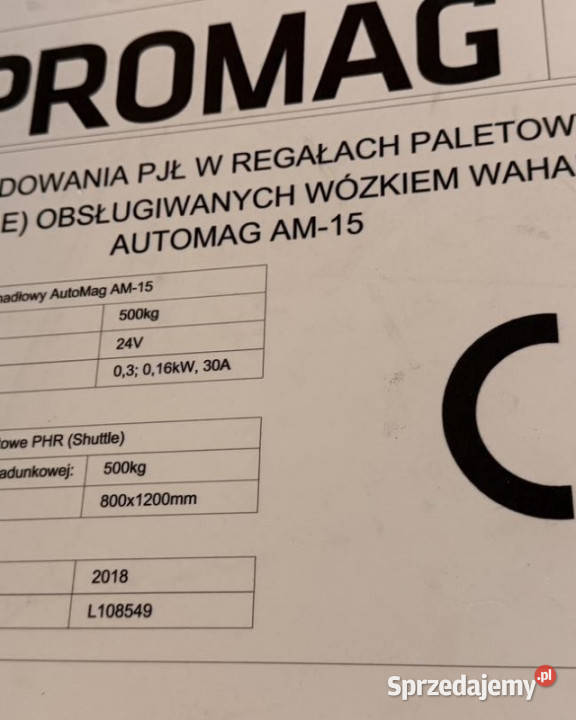 PROMAG
DOWANIA PJŁ W REGAŁACH PALETOW
E) OBSŁUGIWANYCH WÓZKIEM WAHA
AUTOMAG AM-15
hadłowy AutoMag AM-15
500kg
24V
0,3; 0,16kW, 30A
owe PHR (Shuttle)
adunkowej: 500kg
800x1200mm
2018
L108549
C
Sprzedajemy.pl